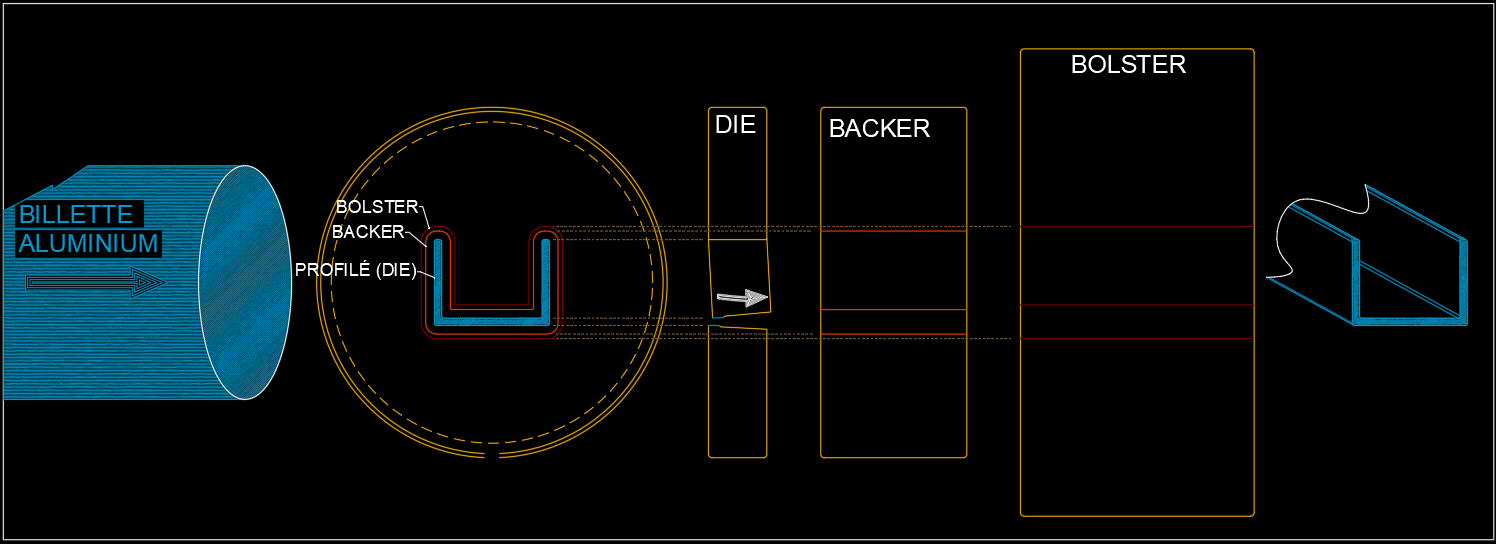 BILLETTE
ALUMINIUM
BOLSTER
BACKER
PROFILÉ (DIE)
DIE
BACKER
BOLSTER